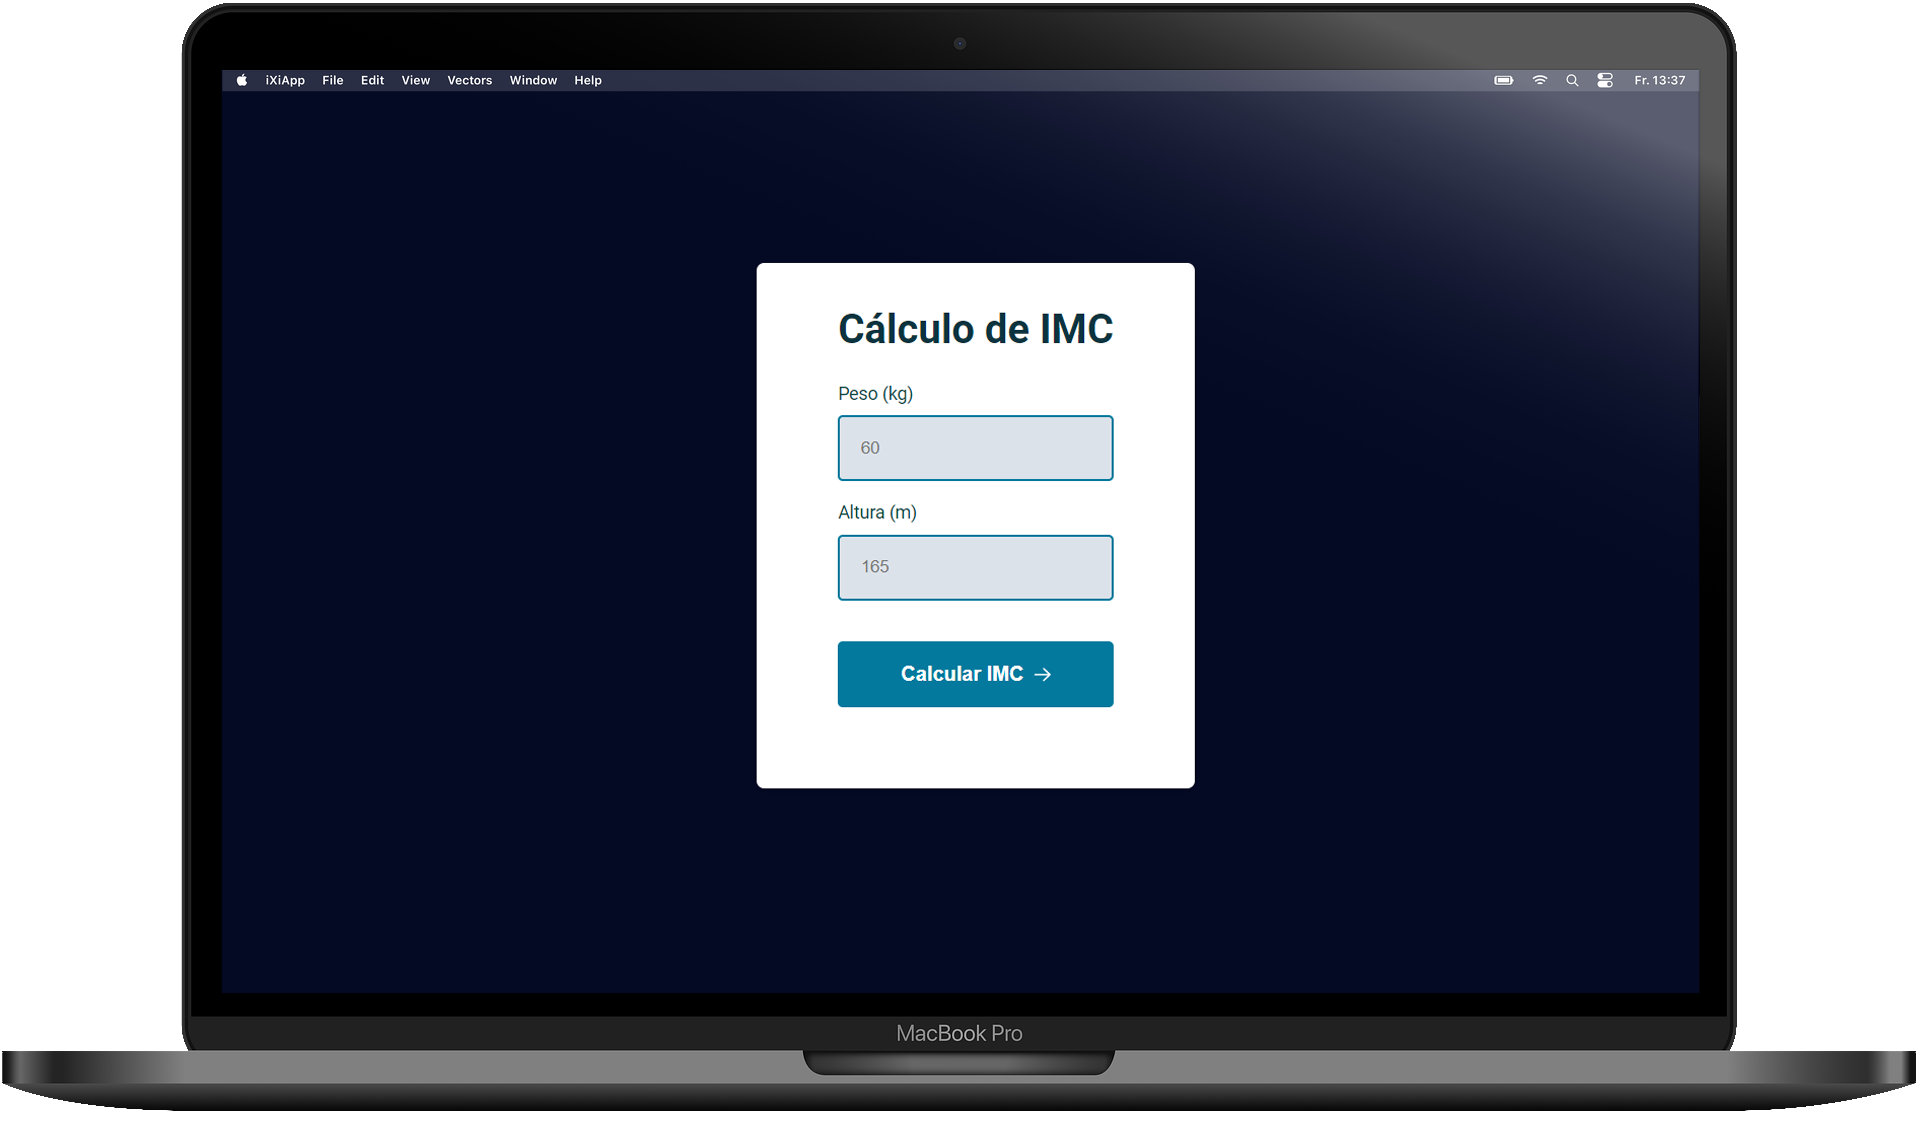 iXiApp File Edit View Vectors Window Help Fr. 13:37
Cálculo de IMC
Peso (kg)
60
Altura (m)
165
Calcular IMC →
MacBook Pro